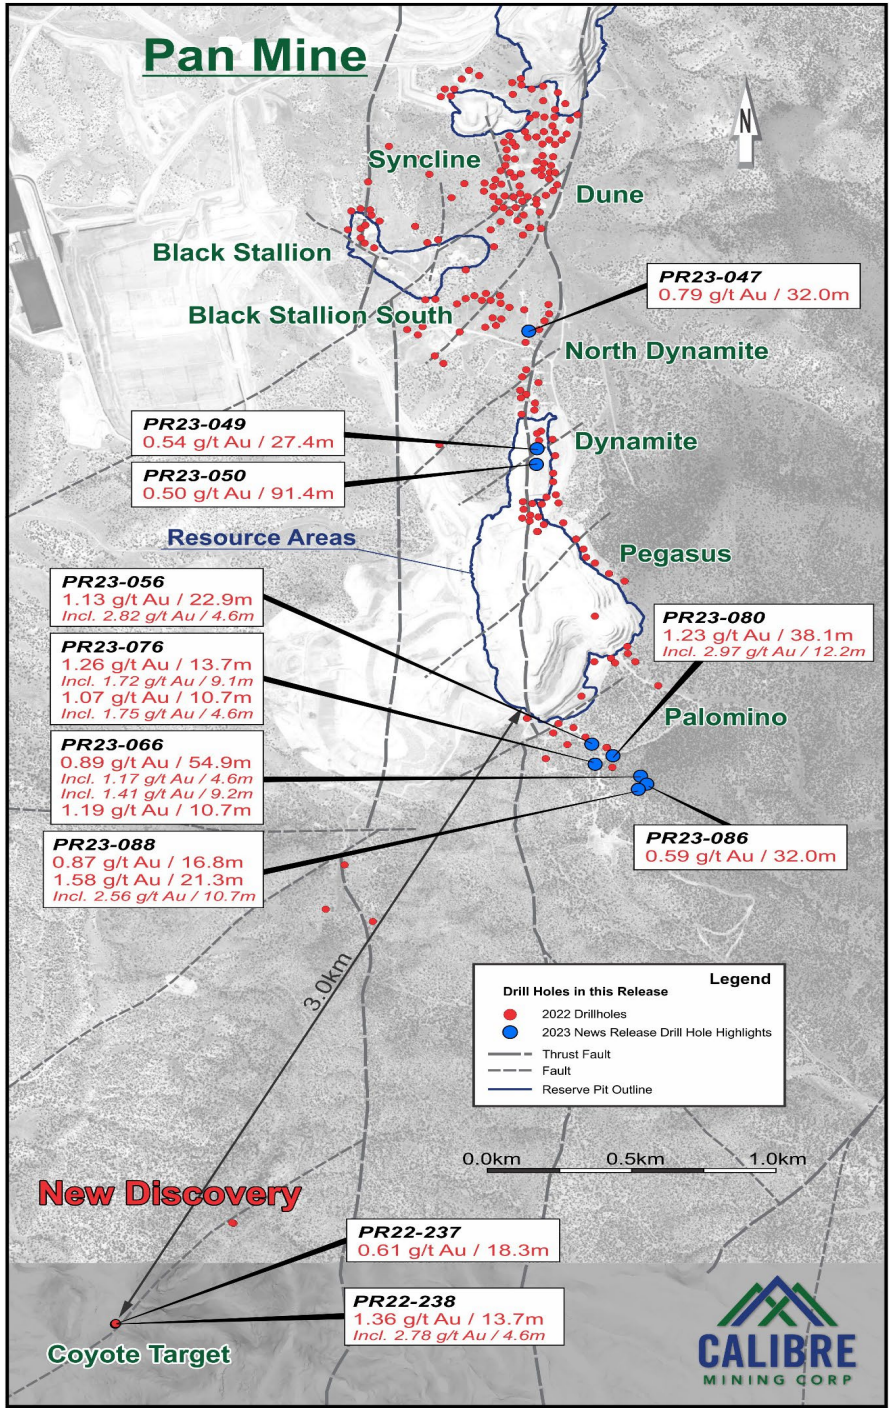 Pan Mine
N
Syncline
Dune
Black Stallion
PR23-047
0.79 g/t Au / 32.0m
Black Stallion South
North Dynamite
PR23-049
0.54 g/t Au / 27.4m
Dynamite
PR23-050
0.50 g/t Au / 91.4m
Resource Areas
Pegasus
PR23-056
1.13 g/t Au / 22.9m
Incl. 2.82 g/t Au / 4.6m
PR23-080
1.23 g/t Au / 38.1m
Incl. 2.97 g/t Au / 12.2m
PR23-076
1.26 g/t Au / 13.7m
Incl. 1.72 g/t Au / 9.1m
1.07 g/t Au / 10.7m
Incl. 1.75 g/t Au / 4.6m
Palomino
PR23-066
0.89 g/t Au / 54.9m
Incl. 1.17 g/t Au / 4.6m
Incl. 1.41 g/t Au / 9.2m
1.19 g/t Au / 10.7m
PR23-088
0.87 g/t Au / 16.8m
1.58 g/t Au / 21.3m
Incl. 2.56 g/t Au / 10.7m
PR23-086
0.59 g/t Au / 32.0m
3.0km
Legend
Drill Holes in this Release
2022 Drillholes
2023 News Release Drill Hole Highlights
Thrust Fault
Fault
Reserve Pit Outline
0.0km 0.5km 1.0km
New Discovery
PR22-237
0.61 g/t Au / 18.3m
PR22-238
1.36 g/t Au / 13.7m
Incl. 2.78 g/t Au / 4.6m
Coyote Target
CALIBRE
MINING CORP